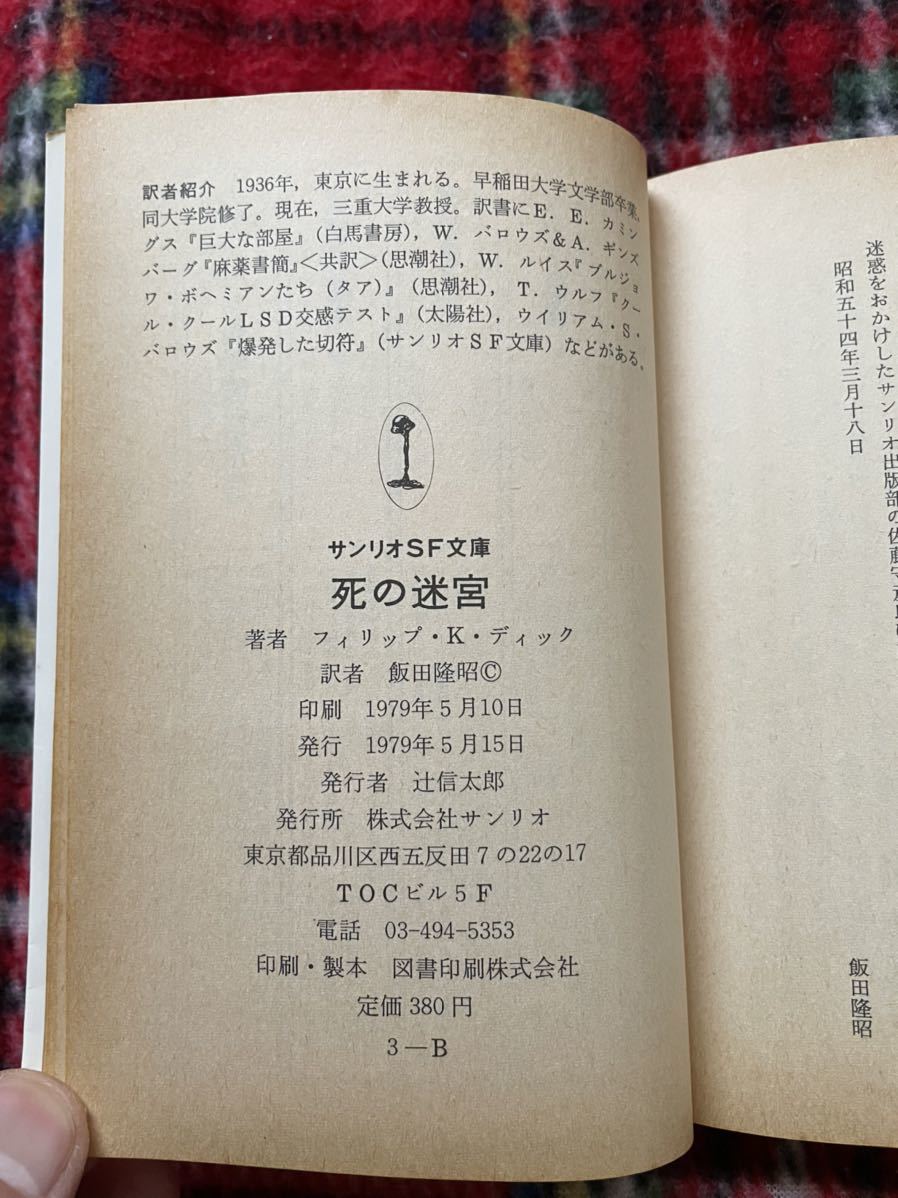 迷惑をおかけしたサンリオ出版部の佐藤守
昭和五十四年三月十八日
飯田隆昭
訳者紹介 1936年，東京に生まれる。早稲田大学文学部卒業，
同大学院修了。現在，三重大学教授。訳書にE．E．カミン
グス『巨大な部屋』（白馬書房），W．バロウズ&A．ギンズ
バーグ『麻薬書簡』<共訳>（思潮社），W．ルイス『ブルジョ
ワ・ボヘミアンたち（タア）』（思潮社），T．ウルフ『クー
ル・クールLSD交感テスト』（太陽社），ウイリアム・S・
バロウズ『爆発した切符』（サンリオSF文庫）などがある。
サンリオSF文庫
死の迷宮
著者 フィリップ・K・ディック
訳者 飯田隆昭©
印刷 1979年5月10日
発行 1979年5月15日
発行者 辻信太郎
発行所 株式会社サンリオ
東京都品川区西五反田7の22の17
TOCビル5F
電話 03-494-5353
印刷・製本 図書印刷株式会社
定価380円
3—B